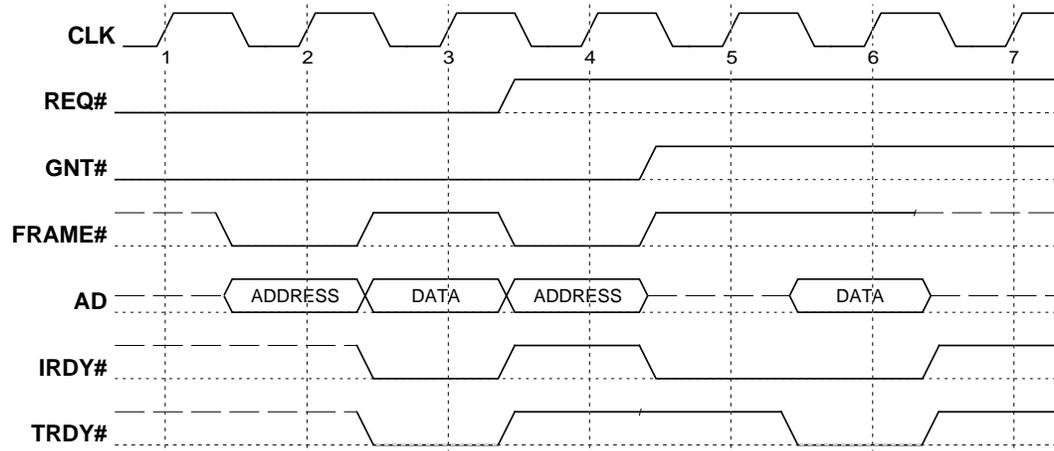 CLK
1 2 3 4 5 6 7
REQ#
GNT#
FRAME#
AD ADDRESS DATA ADDRESS DATA
IRDY#
TRDY#